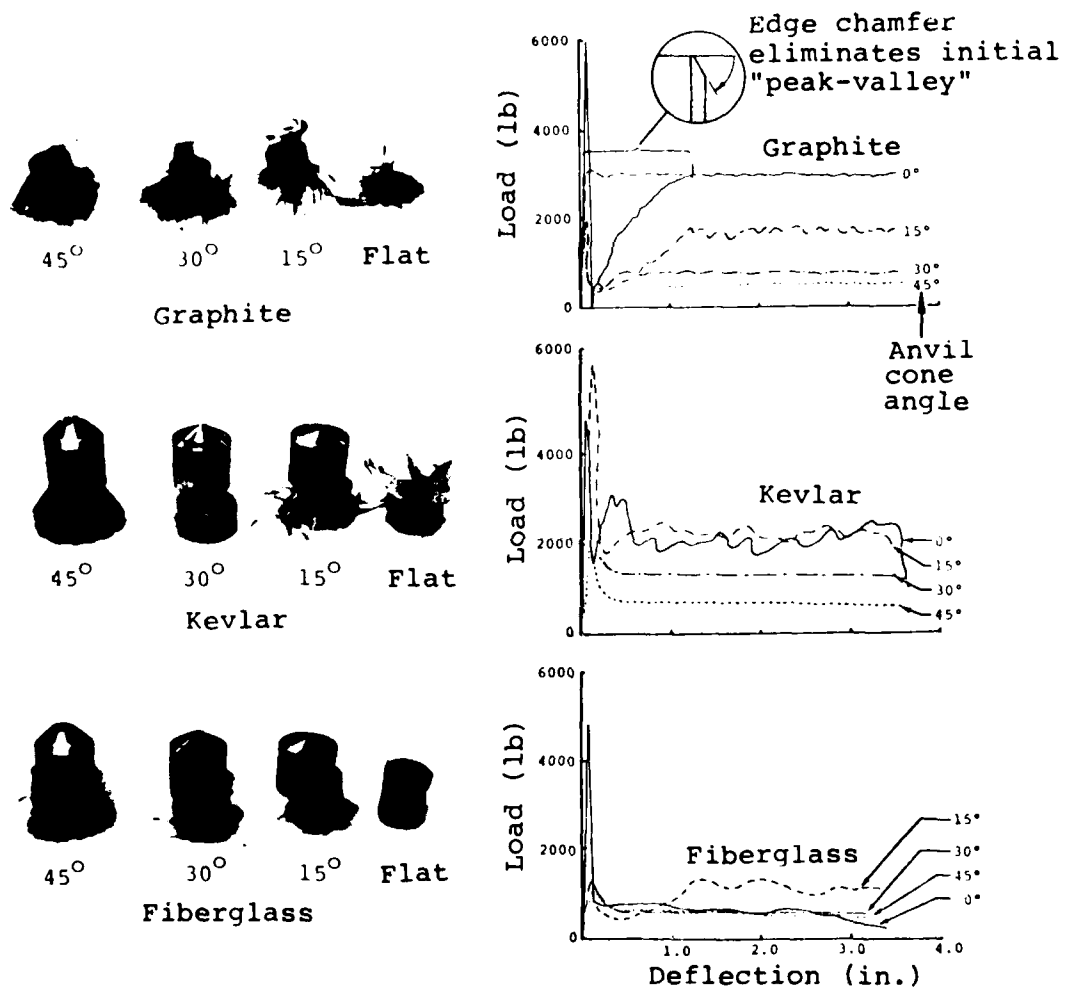 45° 30° 15° Flat
Graphite
Edge chamfer
eliminates initial
"peak-valley"
Load (lb)
6000
4000
2000
0
Graphite
0°
15°
30°
45°
Anvil
cone
angle
45° 30° 15° Flat
Kevlar
Load (lb)
6000
4000
2000
0
Kevlar
0°
15°
30°
45°
45° 30° 15° Flat
Fiberglass
Load (lb)
6000
4000
2000
0
Fiberglass
15°
30°
45°
0°
1.0 2.0 3.0 4.0
Deflection (in.)